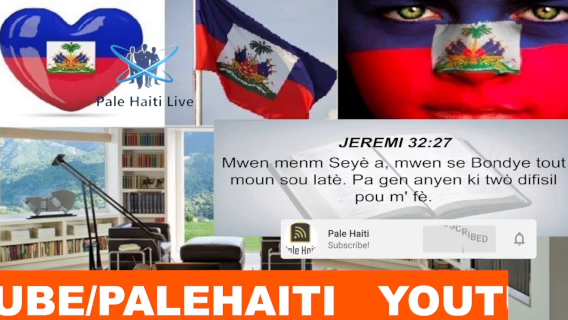 Pale Haiti Live
JEREMI 32:27
Mwen menm Seyè a, mwen se Bondye tout
moun sou latè. Pa gen anyen ki twò difisil
pou m' fè.
Pale Haiti
Subscribe!
SCRIBED
UBE/PALEHAITI YOUT